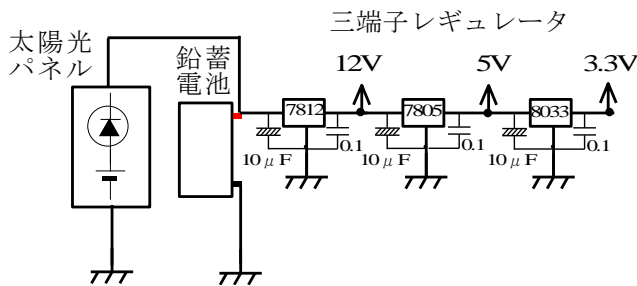 三端子レギュレータ
太陽光
パネル
鉛蓄
電池
12V
5V
3.3V
7812
7805
8033
10μF
0.1
10μF
0.1
10μF
0.1